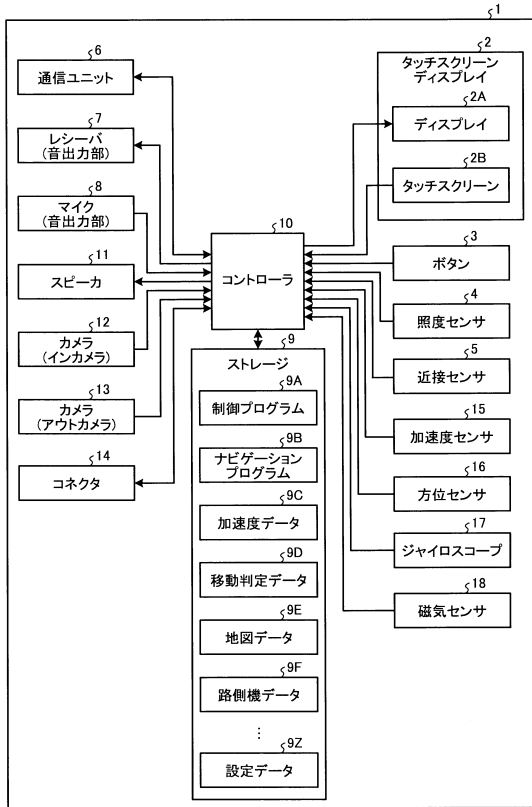 1
6
通信ユニット
7
レシーバ
(音出力部)
8
マイク
(音出力部)
11
スピーカ
12
カメラ
(インカメラ)
13
カメラ
(アウトカメラ)
14
コネクタ
10
コントローラ
9
ストレージ
9A
制御プログラム
9B
ナビゲーション
プログラム
9C
加速度データ
9D
移動判定データ
9E
地図データ
9F
路側機データ
⋮
9Z
設定データ
2
タッチスクリーン
ディスプレイ
2A
ディスプレイ
2B
タッチスクリーン
3
ボタン
4
照度センサ
5
近接センサ
15
加速度センサ
16
方位センサ
17
ジャイロスコープ
18
磁気センサ